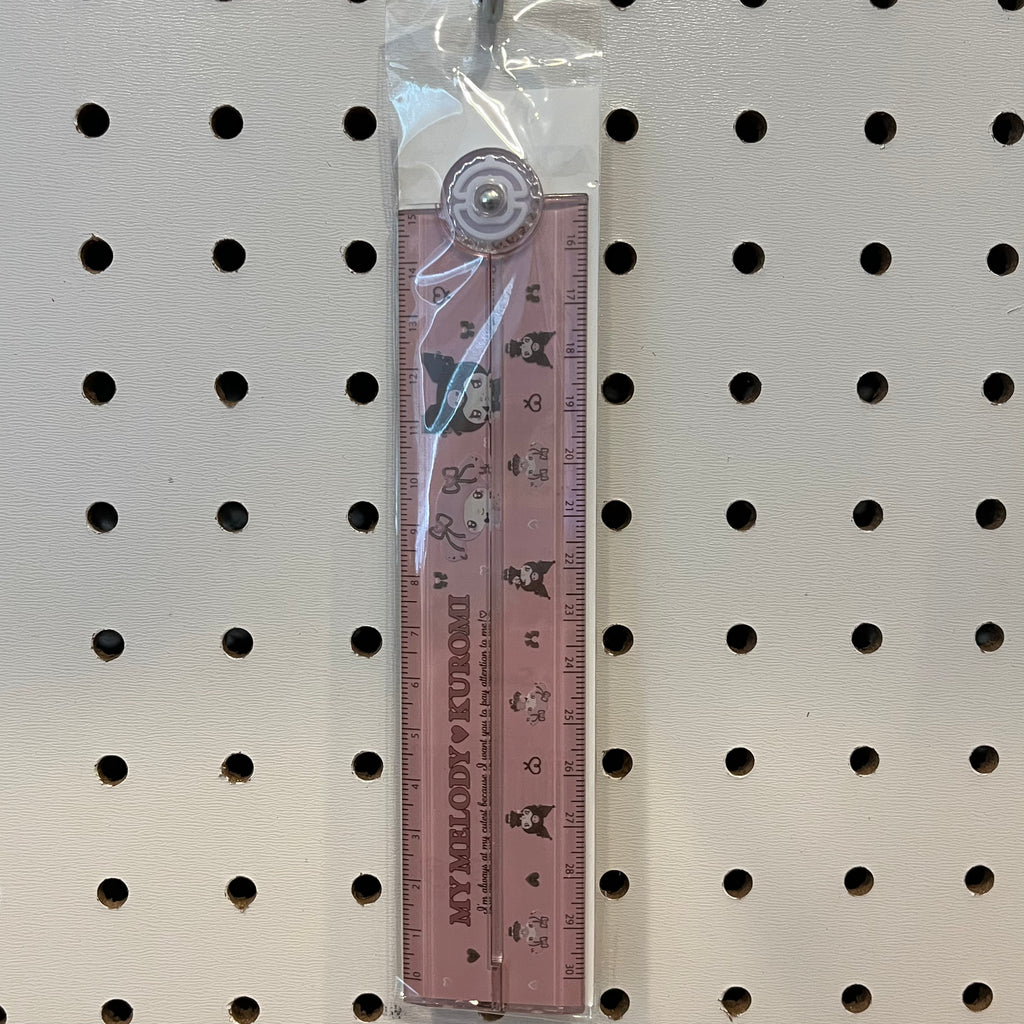 MY MELODY♥KUROMI
I'm always at my cutest because I want you to pay attention to me!♡
0 1 2 3 4 5 6 7 8 9 10 11 12 13 14 15
16 17 18 19 20 21 22 23 24 25 26 27 28 29 30